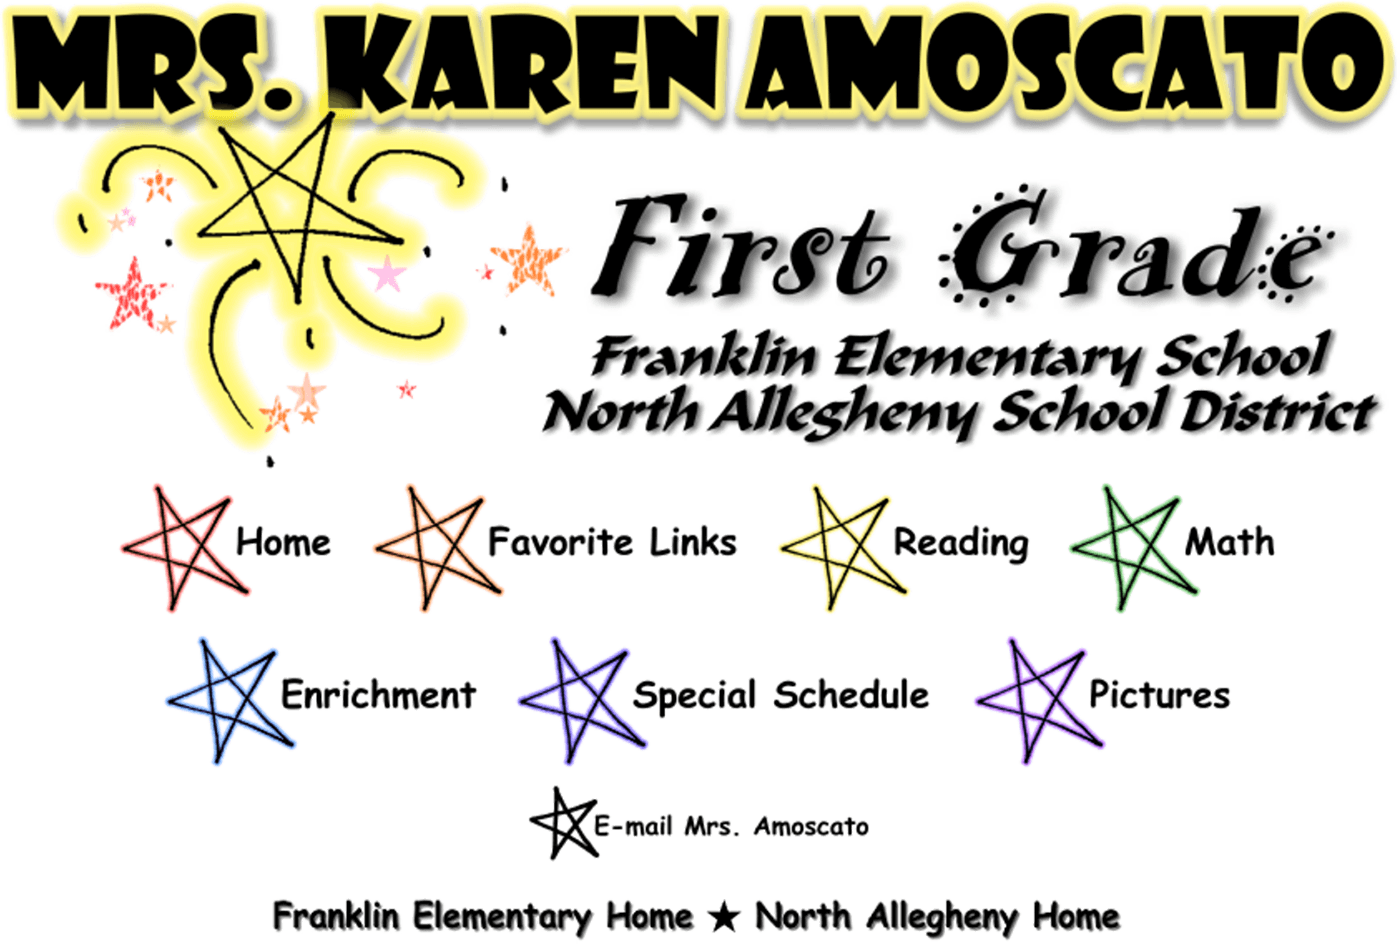 MRS. KAREN AMOSCATO
First Grade
Franklin Elementary School
North Allegheny School District
Home Favorite Links Reading Math
Enrichment Special Schedule Pictures
E-mail Mrs. Amoscato
Franklin Elementary Home ★ North Allegheny Home